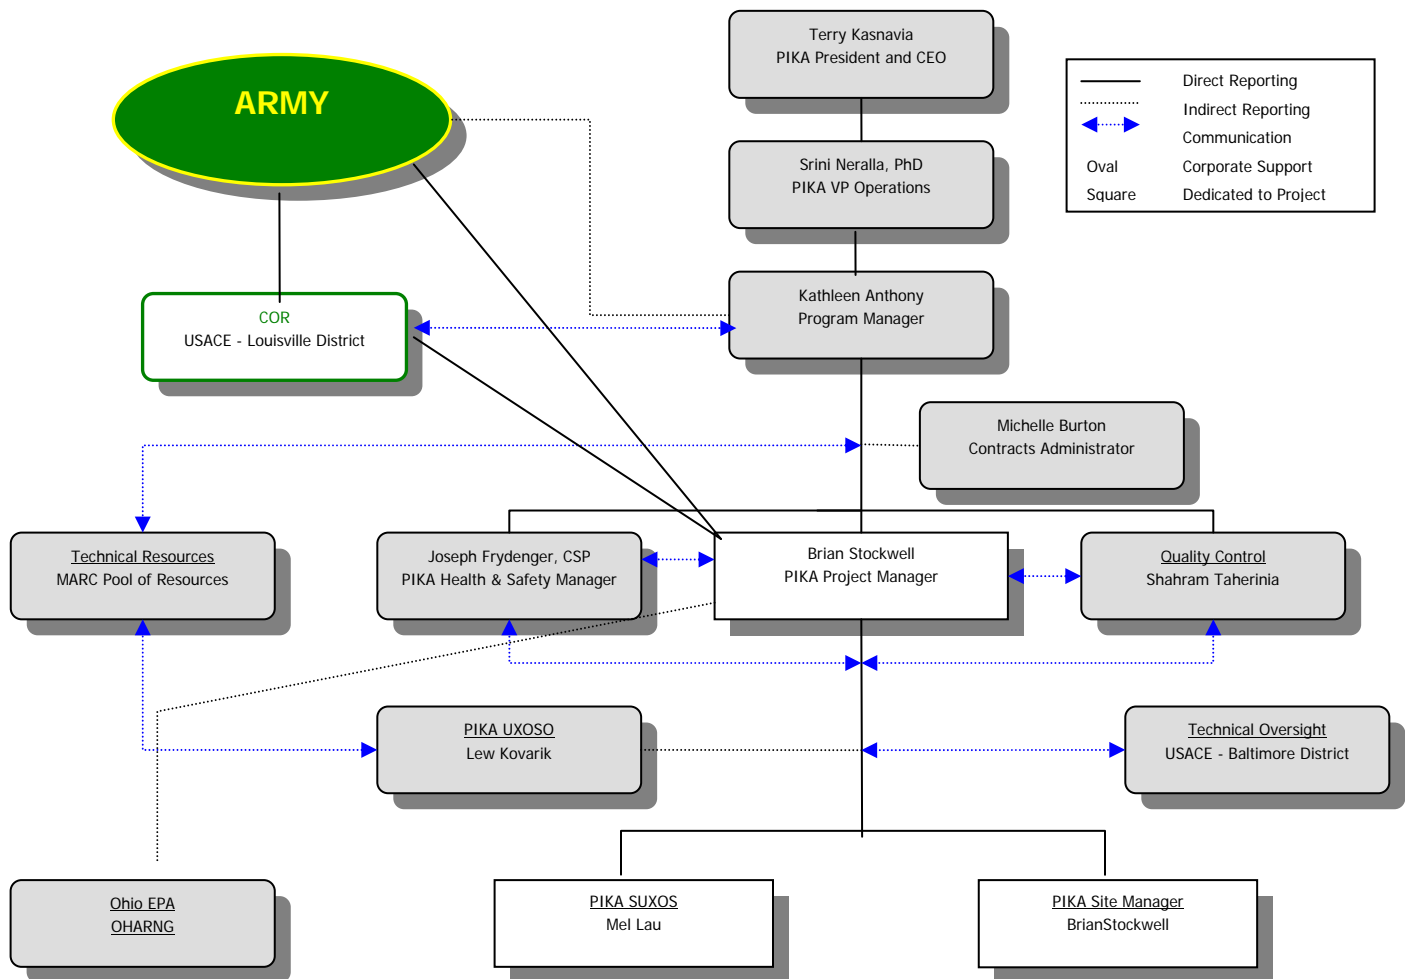 Terry Kasnavia
PIKA President and CEO
ARMY
Direct Reporting
Indirect Reporting
Communication
Oval Corporate Support
Square Dedicated to Project
Srini Neralla, PhD
PIKA VP Operations
Kathleen Anthony
Program Manager
COR
USACE - Louisville District
Michelle Burton
Contracts Administrator
Technical Resources
MARC Pool of Resources
Joseph Frydenger, CSP
PIKA Health & Safety Manager
Brian Stockwell
PIKA Project Manager
Quality Control
Shahram Taherinia
PIKA UXOSO
Lew Kovarik
Technical Oversight
USACE - Baltimore District
Ohio EPA
OHARNG
PIKA SUXOS
Mel Lau
PIKA Site Manager
BrianStockwell